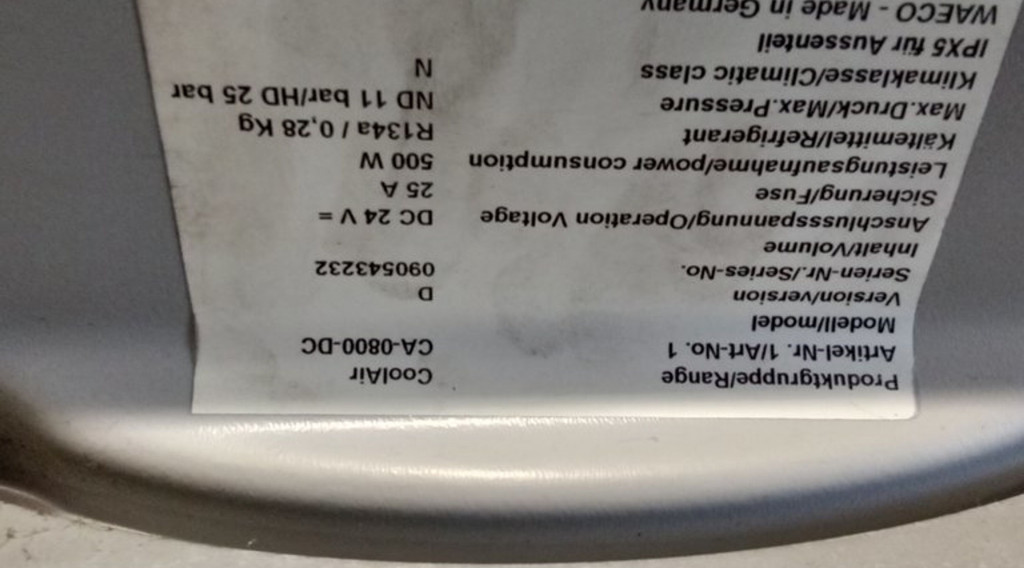 Produktgruppe/Range CoolAir
Artikel-Nr. 1/Art-No. 1 CA-0800-DC
Modell/model
Version/version D
Serien-Nr./Series-No. 090543232
Inhalt/Volume
Anschlussspannung/Operation Voltage DC 24 V =
Sicherung/Fuse 25 A
Leistungsaufnahme/power consumption 500 W
Kältemittel/Refrigerant R134a / 0,28 Kg
Max.Druck/Max.Pressure ND 11 bar/HD 25 bar
Klimaklasse/Climatic class N
IPX5 für Aussenteil
WAECO - Made in Germany